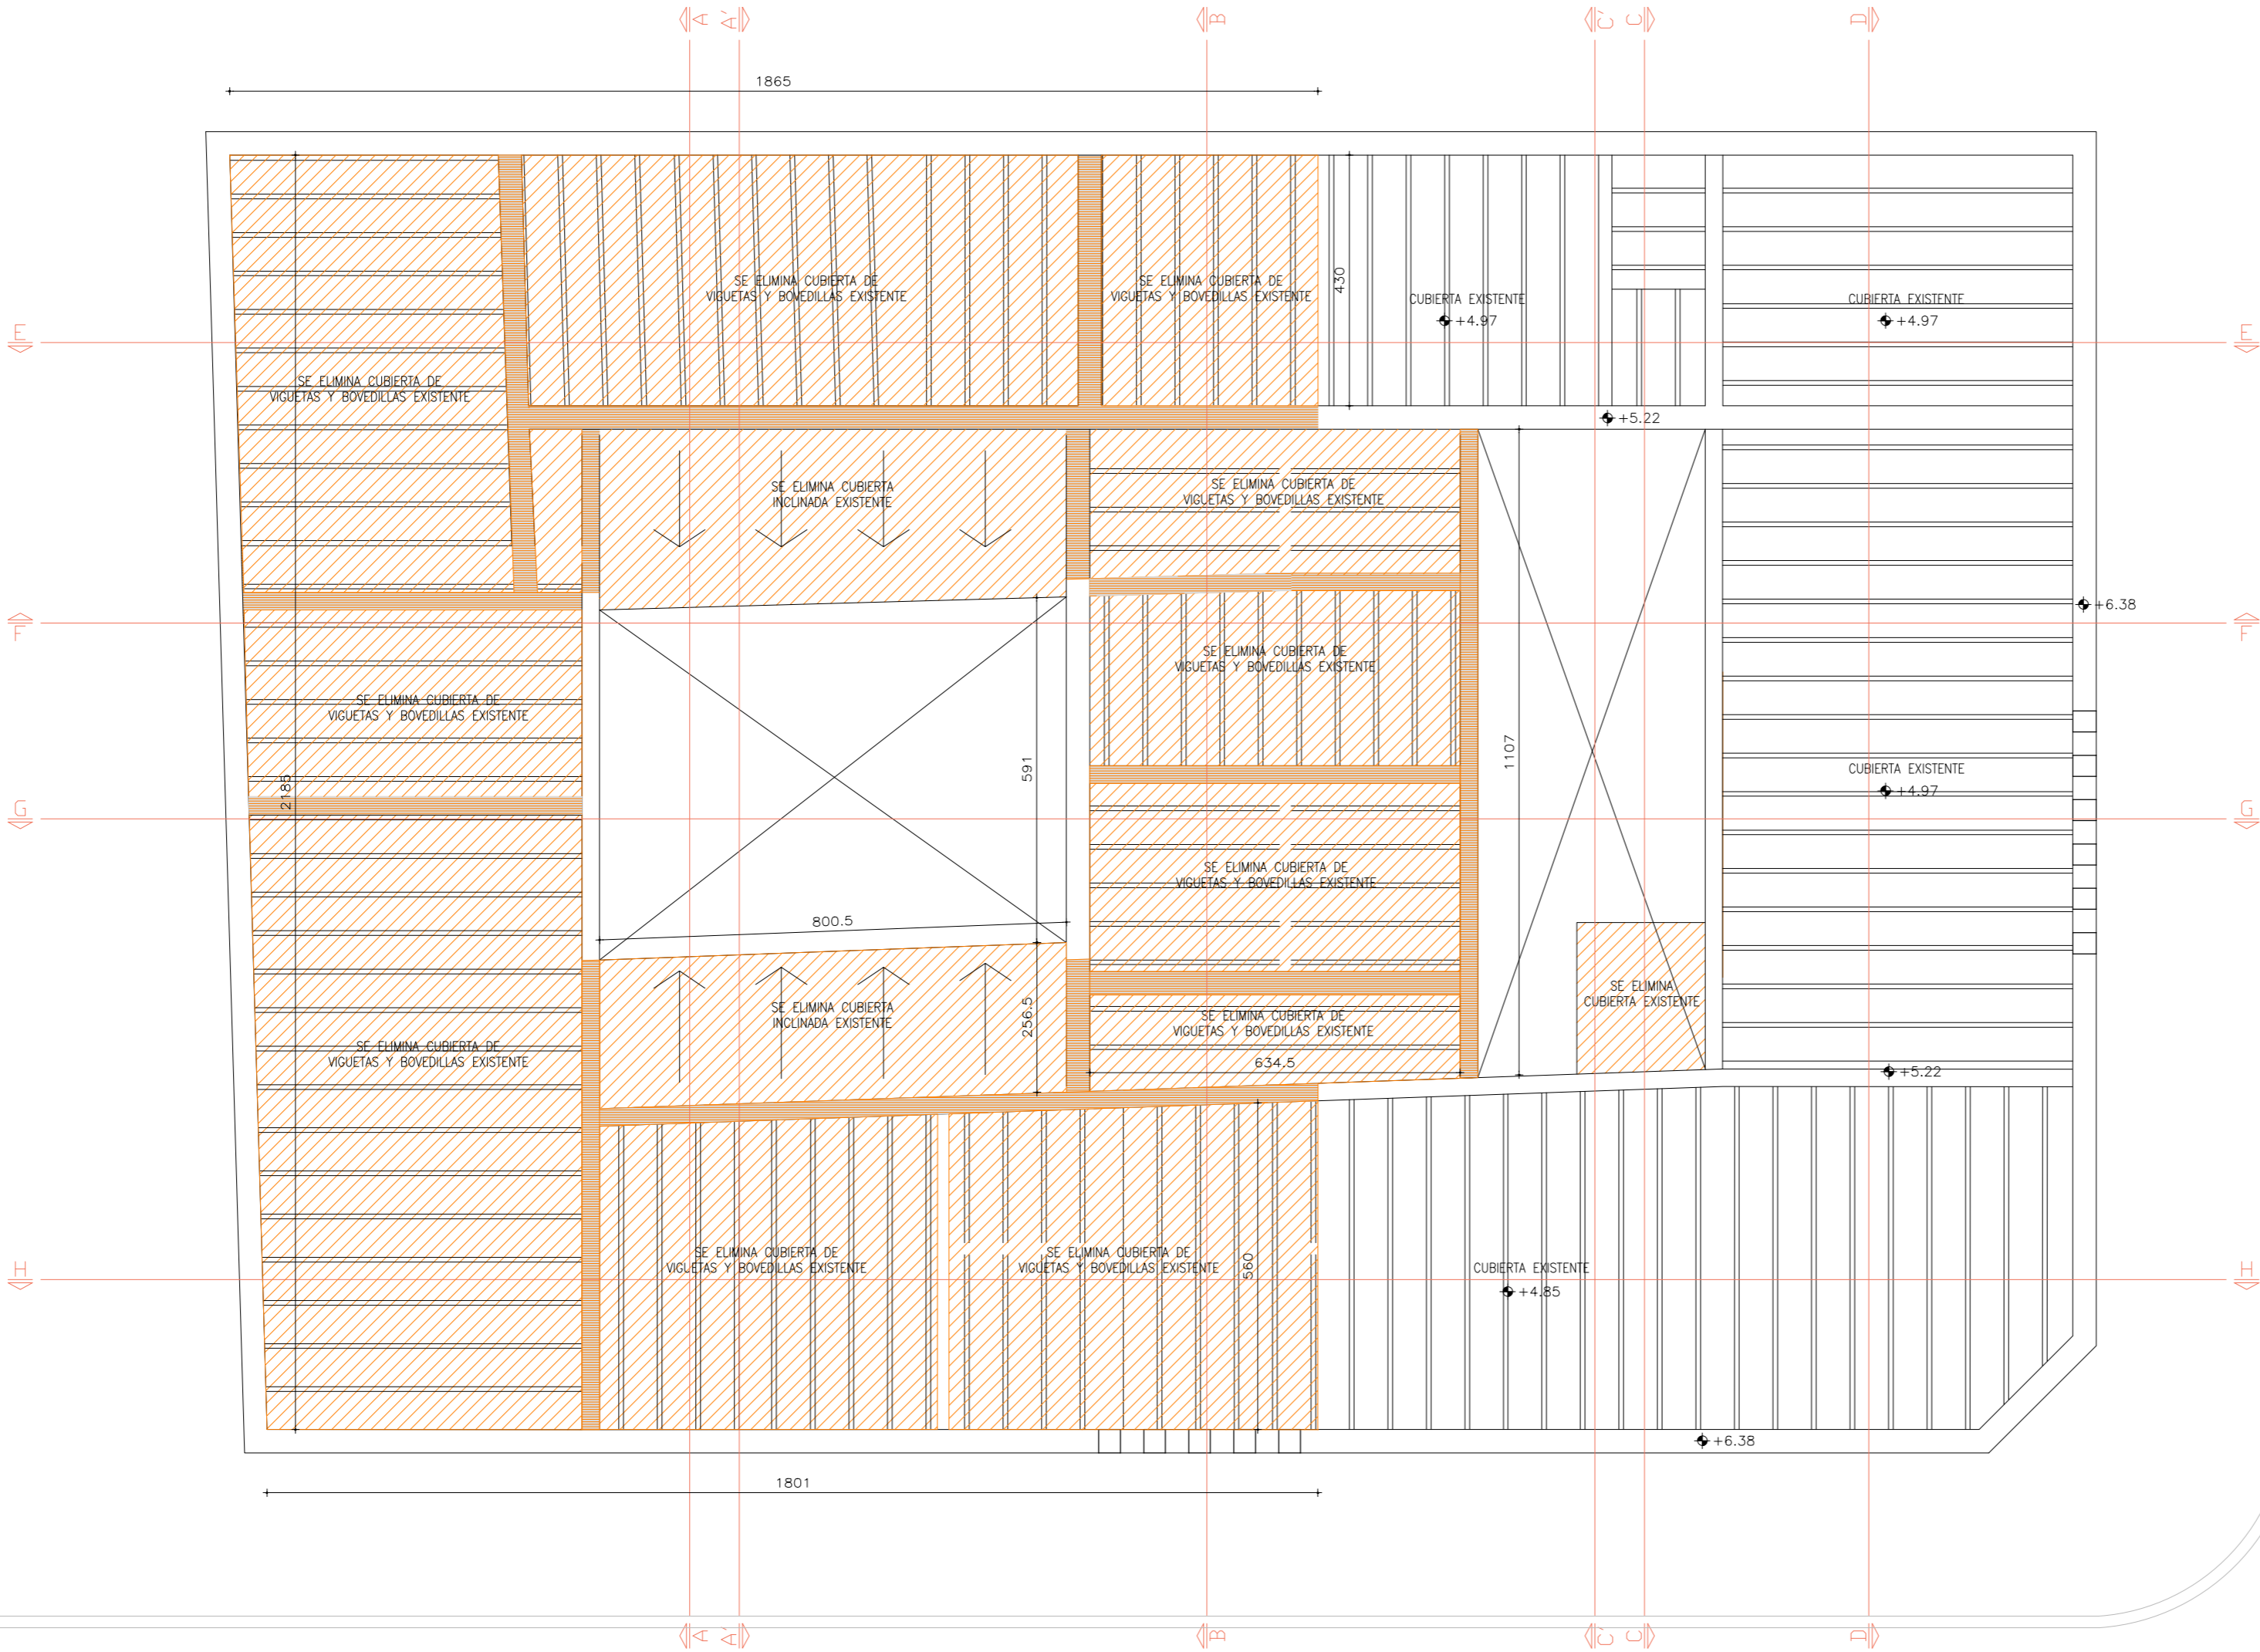 A
A'
B
C'
C
D
1865
SE ELIMINA CUBIERTA DE
VIGUETAS Y BOVEDILLAS EXISTENTE
SE ELIMINA CUBIERTA DE
VIGUETAS Y BOVEDILLAS EXISTENTE
430
CUBIERTA EXISTENTE
+4.97
CUBIERTA EXISTENTE
+4.97
E
E
SE ELIMINA CUBIERTA DE
VIGUETAS Y BOVEDILLAS EXISTENTE
+5.22
SE ELIMINA CUBIERTA
INCLINADA EXISTENTE
SE ELIMINA CUBIERTA DE
VIGUETAS Y BOVEDILLAS EXISTENTE
+6.38
F
F
SE ELIMINA CUBIERTA DE
VIGUETAS Y BOVEDILLAS EXISTENTE
SE ELIMINA CUBIERTA DE
VIGUETAS Y BOVEDILLAS EXISTENTE
2185
591
1107
CUBIERTA EXISTENTE
+4.97
G
G
SE ELIMINA CUBIERTA DE
VIGUETAS Y BOVEDILLAS EXISTENTE
800.5
SE ELIMINA
CUBIERTA EXISTENTE
SE ELIMINA CUBIERTA
INCLINADA EXISTENTE
256.5
SE ELIMINA CUBIERTA DE
VIGUETAS Y BOVEDILLAS EXISTENTE
SE ELIMINA CUBIERTA DE
VIGUETAS Y BOVEDILLAS EXISTENTE
634.5
+5.22
SE ELIMINA CUBIERTA DE
VIGUETAS Y BOVEDILLAS EXISTENTE
SE ELIMINA CUBIERTA DE
VIGUETAS Y BOVEDILLAS EXISTENTE
560
CUBIERTA EXISTENTE
+4.85
H
H
+6.38
1801
A
A'
B
C'
C
D